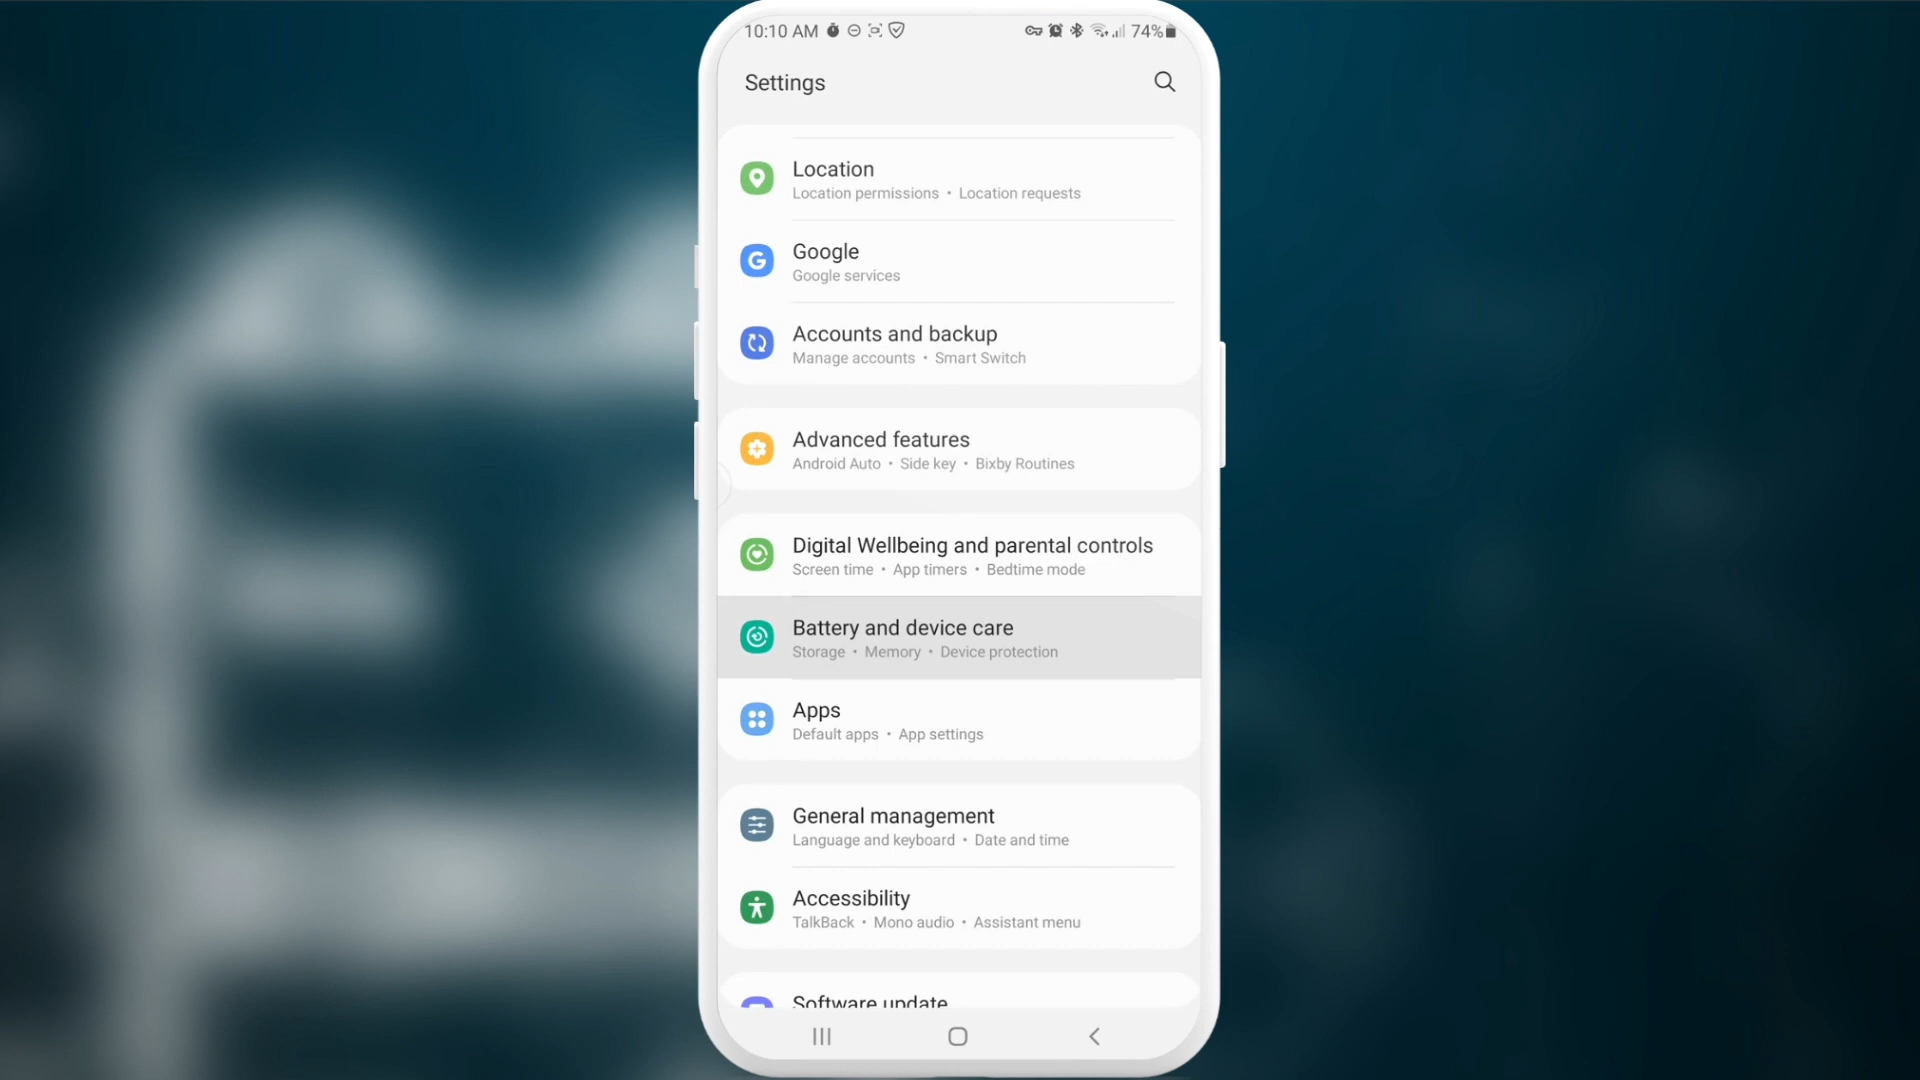 10:10 AM 74%
Settings
Location
Location permissions • Location requests
Google
Google services
Accounts and backup
Manage accounts • Smart Switch
Advanced features
Android Auto • Side key • Bixby Routines
Digital Wellbeing and parental controls
Screen time • App timers • Bedtime mode
Battery and device care
Storage • Memory • Device protection
Apps
Default apps • App settings
General management
Language and keyboard • Date and time
Accessibility
TalkBack • Mono audio • Assistant menu
Software update